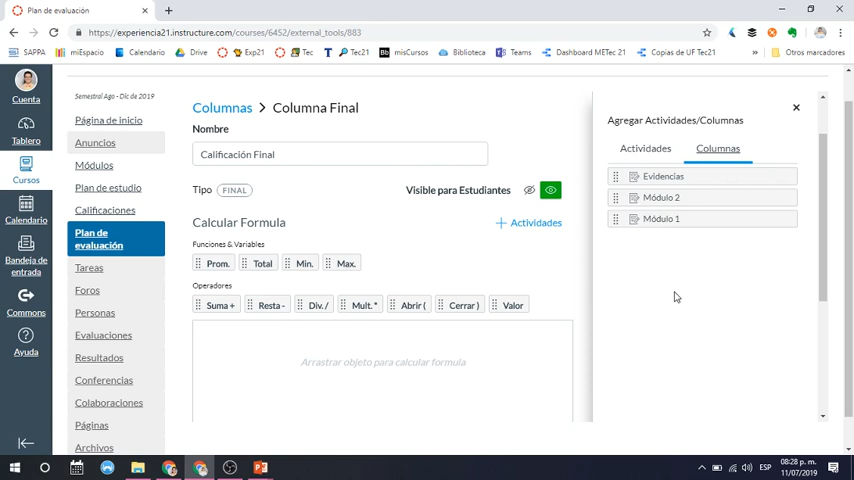 Plan de evaluación
https://experiencia21.instructure.com/courses/6452/external_tools/883
SAPPA
miEspacio
Calendario
Drive
Exp21
Tec
Tec21
misCursos
Biblioteca
Teams
Dashboard METec 21
Copias de UF Tec21
»
Otros marcadores
Cuenta
Tablero
Cursos
Calendario
Bandeja de
entrada
Commons
Ayuda
Semestral Ago - Dic de 2019
Página de inicio
Anuncios
Módulos
Plan de estudio
Calificaciones
Plan de
evaluación
Tareas
Foros
Personas
Evaluaciones
Resultados
Conferencias
Colaboraciones
Páginas
Archivos
Columnas > Columna Final
Nombre
Calificación Final
Tipo FINAL
Visible para Estudiantes
Calcular Formula
+ Actividades
Funciones & Variables
Prom. Total Min. Max.
Operadores
Suma + Resta - Div. / Mult. * Abrir ( Cerrar ) Valor
Arrastrar objeto para calcular formula
Agregar Actividades/Columnas
Actividades Columnas
Evidencias
Módulo 2
Módulo 1
ESP
08:28 p. m.
11/07/2019